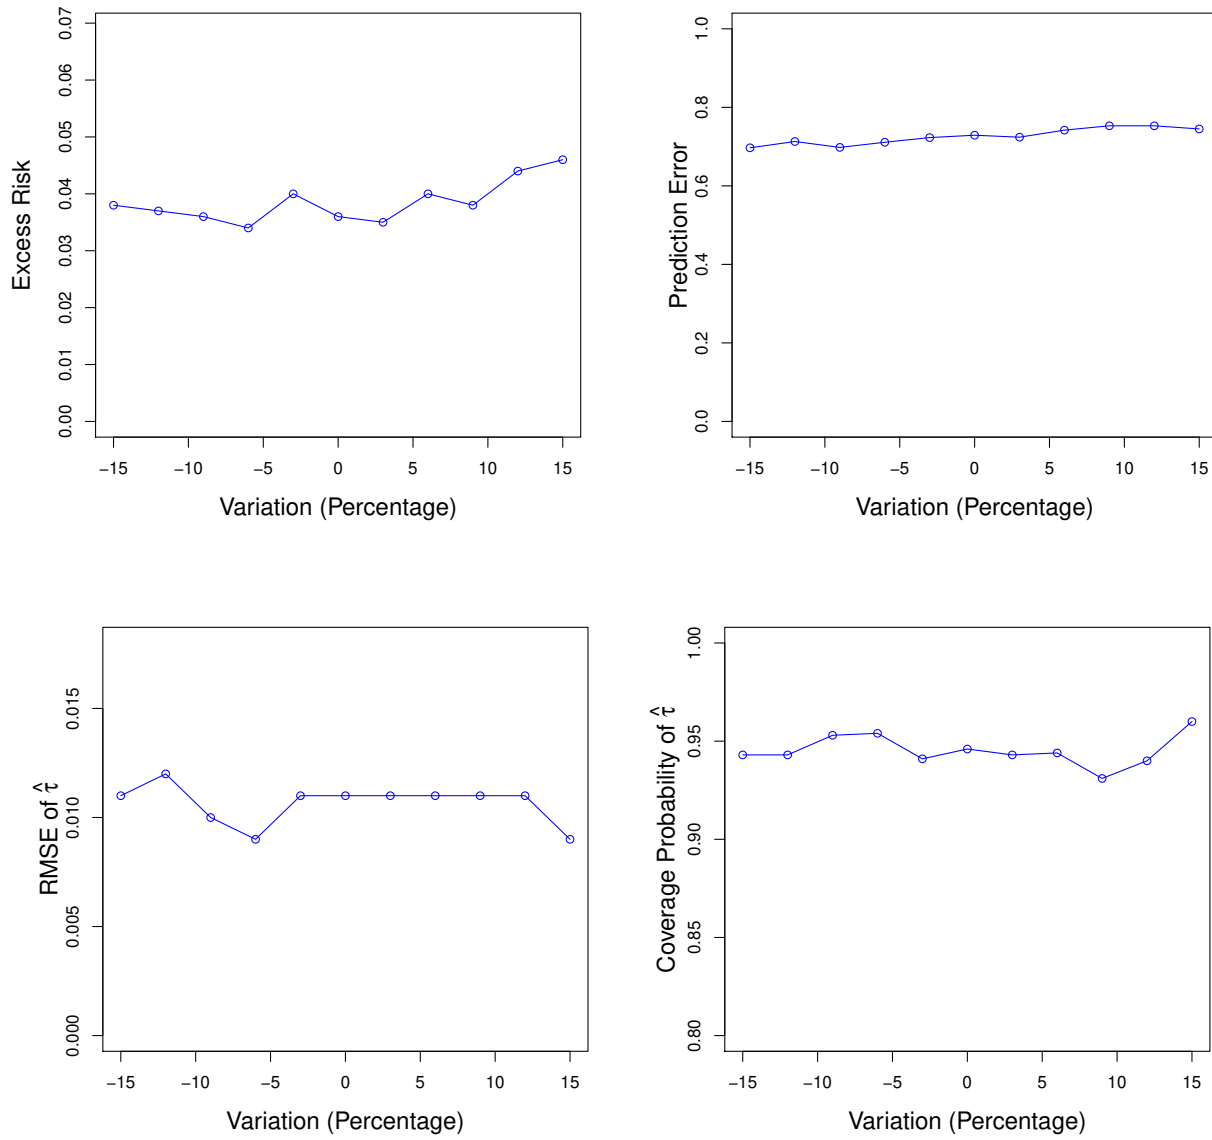 0.00 0.01 0.02 0.03 0.04 0.05 0.06 0.07
Excess Risk
−15 −10 −5 0 5 10 15
Variation (Percentage)
0.0 0.2 0.4 0.6 0.8 1.0
Prediction Error
−15 −10 −5 0 5 10 15
Variation (Percentage)
0.000 0.005 0.010 0.015
RMSE of τ̂
−15 −10 −5 0 5 10 15
Variation (Percentage)
0.80 0.85 0.90 0.95 1.00
Coverage Probability of τ̂
−15 −10 −5 0 5 10 15
Variation (Percentage)